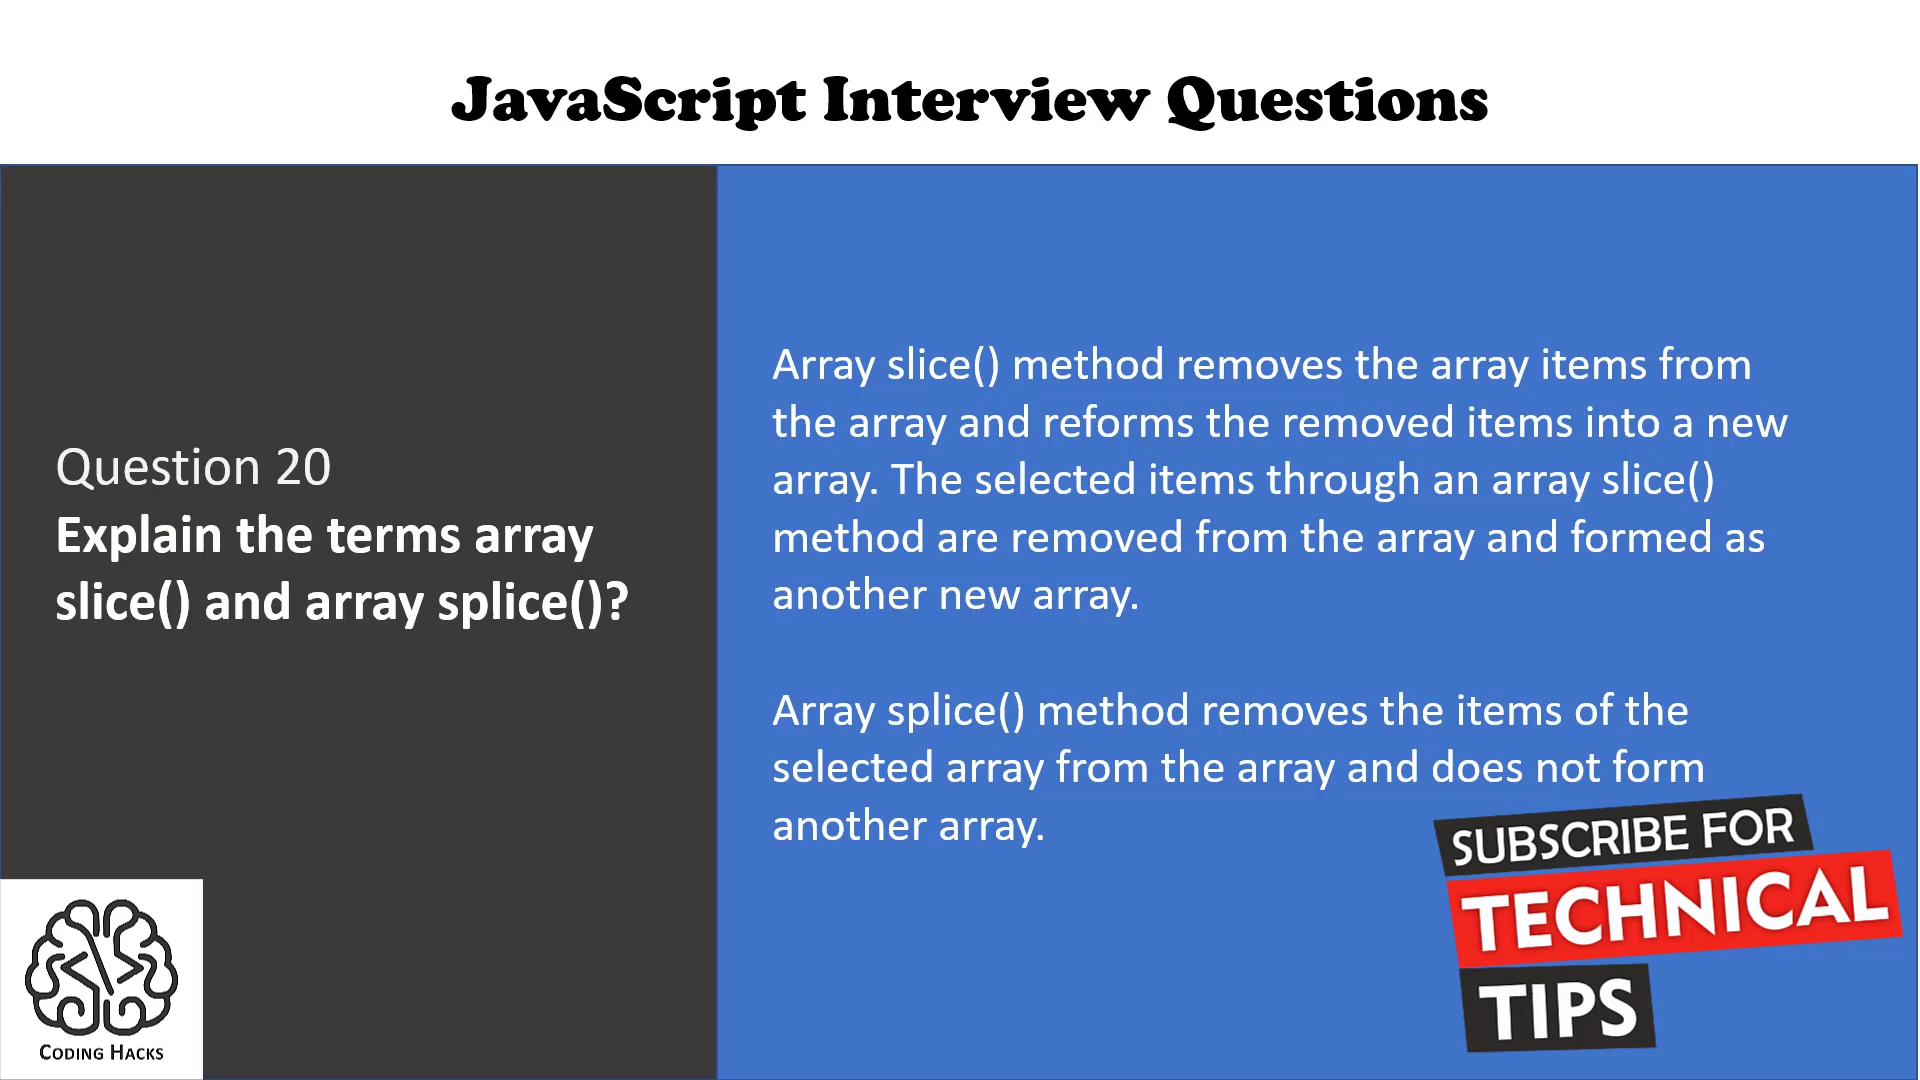 JavaScript Interview Questions
Question 20
Explain the terms array
slice() and array splice()?
Array slice() method removes the array items from
the array and reforms the removed items into a new
array. The selected items through an array slice()
method are removed from the array and formed as
another new array.
Array splice() method removes the items of the
selected array from the array and does not form
another array.
SUBSCRIBE FOR
TECHNICAL
TIPS
CODING HACKS